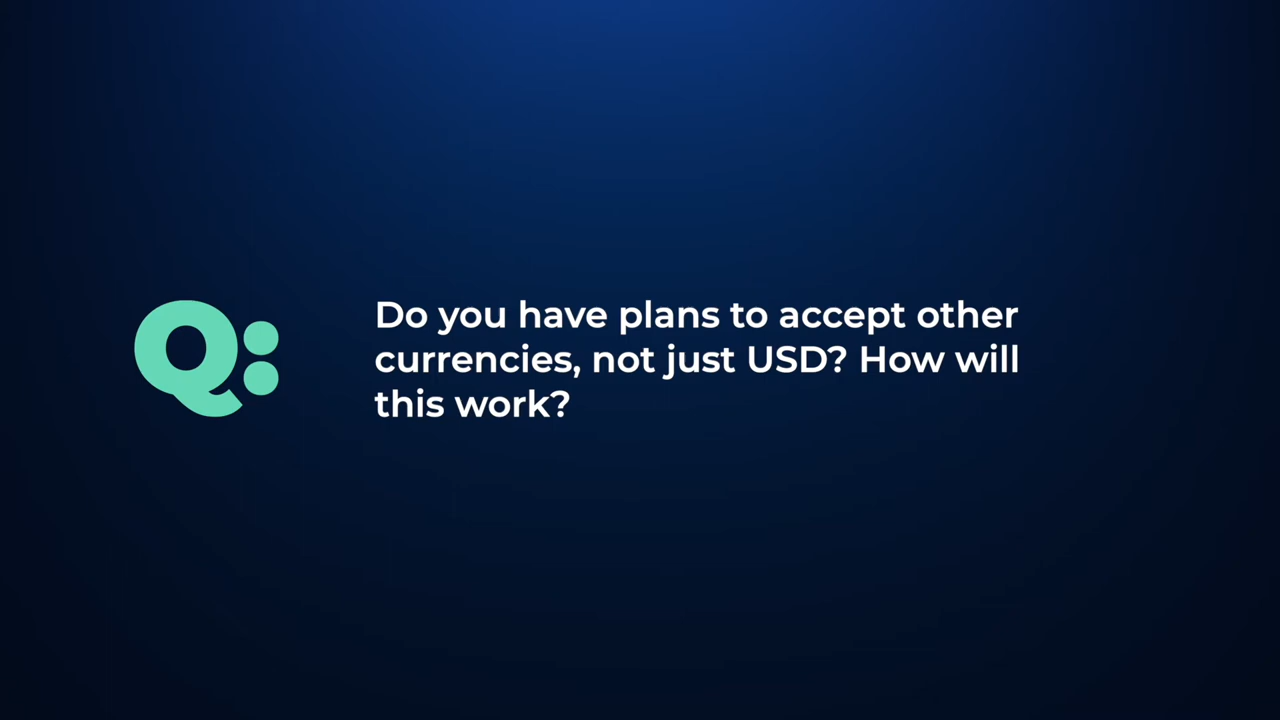 Q:
Do you have plans to accept other
currencies, not just USD? How will
this work?